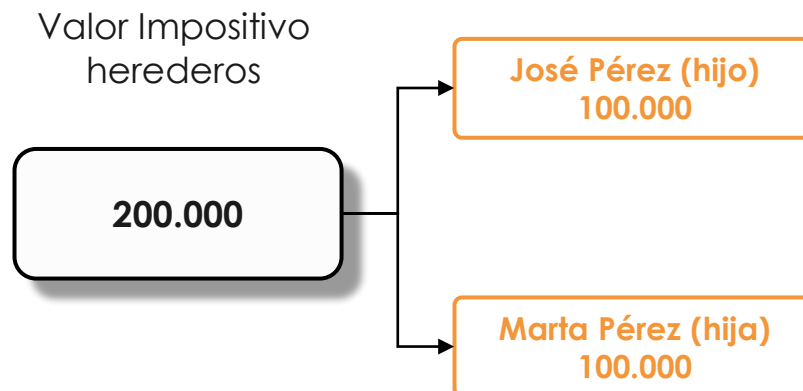 Valor Impositivo
herederos
200.000
José Pérez (hijo)
100.000
Marta Pérez (hija)
100.000